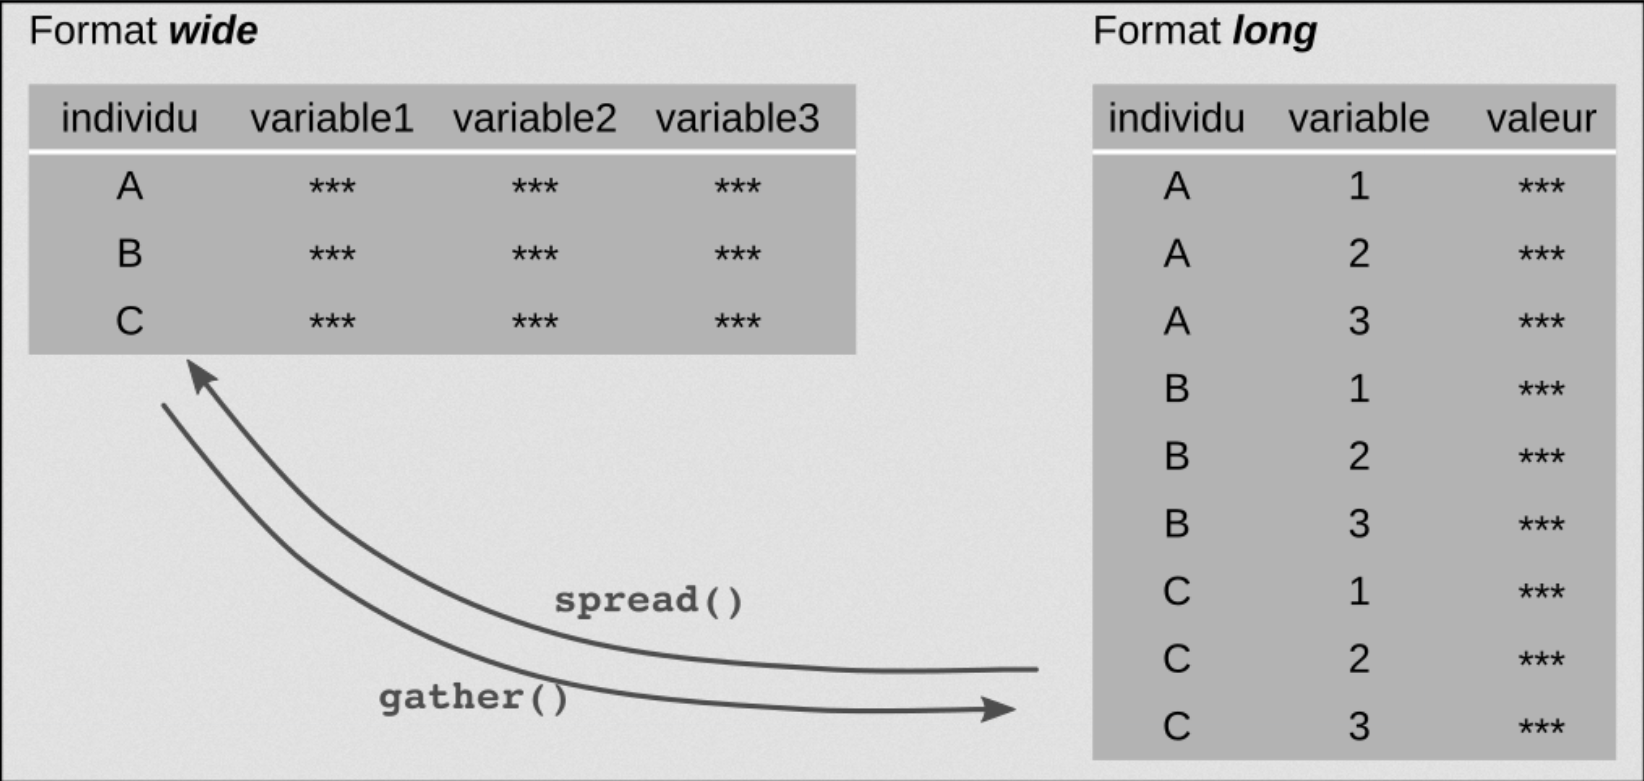 Format wide
individu variable1 variable2 variable3
A *** *** ***
B *** *** ***
C *** *** ***
spread()
gather()
Format long
individu variable valeur
A 1 ***
A 2 ***
A 3 ***
B 1 ***
B 2 ***
B 3 ***
C 1 ***
C 2 ***
C 3 ***